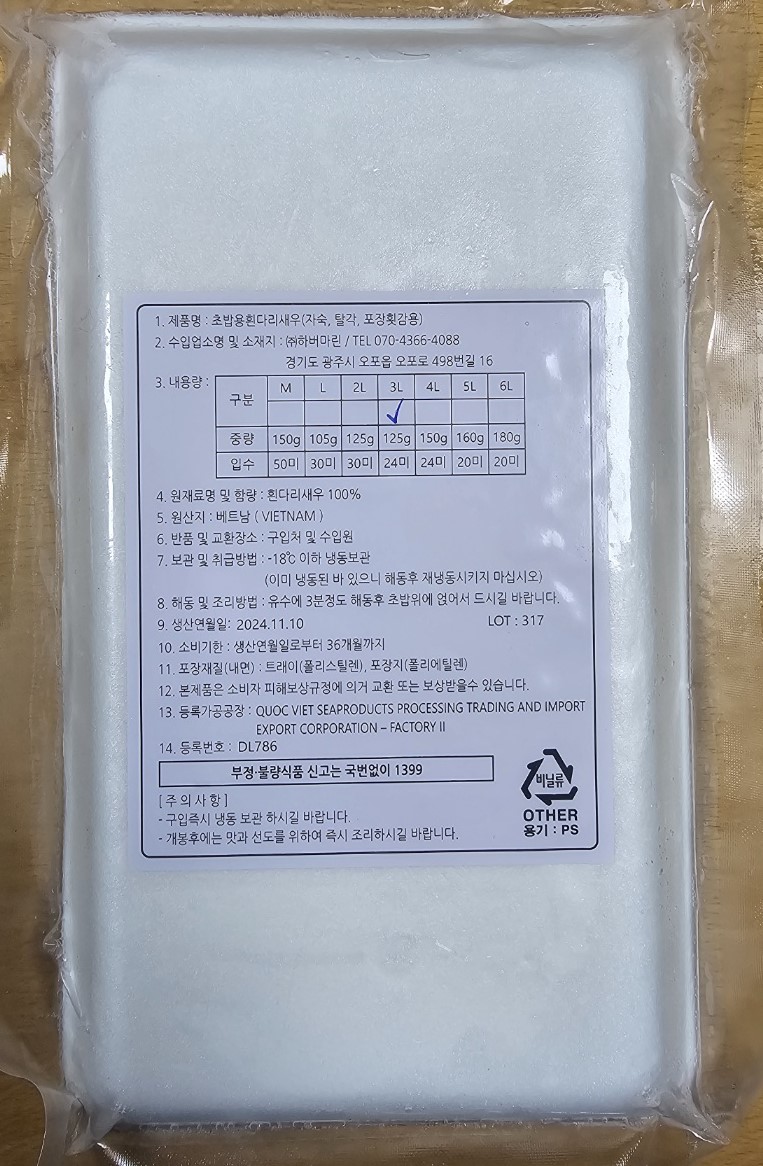 1. 제품명 : 초밥용흰다리새우(자숙, 탈각, 포장횟감용)
2. 수입업소명 및 소재지 : ㈜하버마린 / TEL 070-4366-4088
경기도 광주시 오포읍 오포로 498번길 16
3. 내용량 :
구분 M L 2L 3L 4L 5L 6L
✓
중량 150g 105g 125g 125g 150g 160g 180g
입수 50미 30미 30미 24미 24미 20미 20미
4. 원재료명 및 함량 : 흰다리새우 100%
5. 원산지 : 베트남 ( VIETNAM )
6. 반품 및 교환장소 : 구입처 및 수입원
7. 보관 및 취급방법 : -18℃ 이하 냉동보관
(이미 냉동된 바 있으니 해동후 재냉동시키지 마십시오)
8. 해동 및 조리방법 : 유수에 3분정도 해동후 초밥위에 얹어서 드시길 바랍니다.
9. 생산연월일: 2024.11.10 LOT : 317
10. 소비기한 : 생산연월일로부터 36개월까지
11. 포장재질(내면) : 트래이(폴리스틸렌), 포장지(폴리에틸렌)
12. 본제품은 소비자 피해보상규정에 의거 교환 또는 보상받을수 있습니다.
13. 등록가공공장 : QUOC VIET SEAPRODUCTS PROCESSING TRADING AND IMPORT
EXPORT CORPORATION – FACTORY II
14. 등록번호 : DL786
부정·불량식품 신고는 국번없이 1399
[ 주 의 사 항 ]
- 구입즉시 냉동 보관 하시길 바랍니다.
- 개봉후에는 맛과 선도를 위하여 즉시 조리하시길 바랍니다.
비닐류
OTHER
용기 : PS